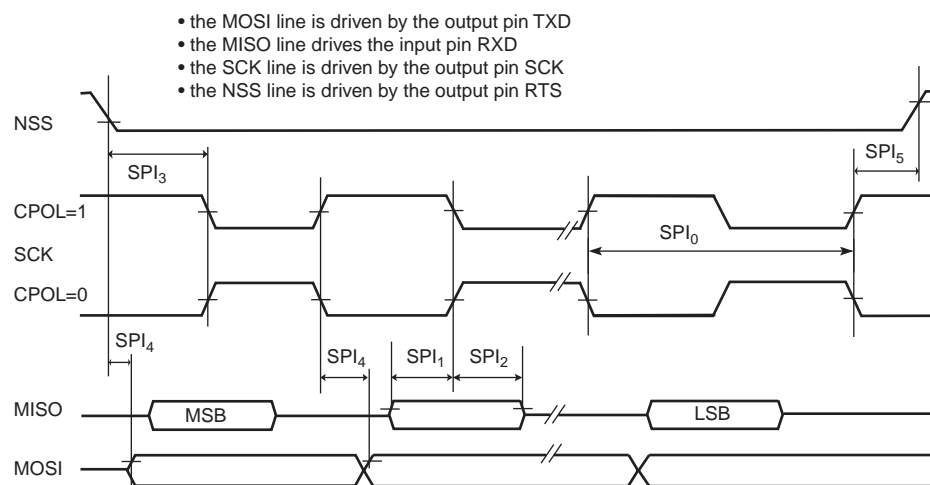 • the MOSI line is driven by the output pin TXD
• the MISO line drives the input pin RXD
• the SCK line is driven by the output pin SCK
• the NSS line is driven by the output pin RTS
NSS
SPI3
SPI5
CPOL=1
SCK
SPI0
CPOL=0
SPI4
SPI4
SPI1
SPI2
MISO
MSB
LSB
MOSI